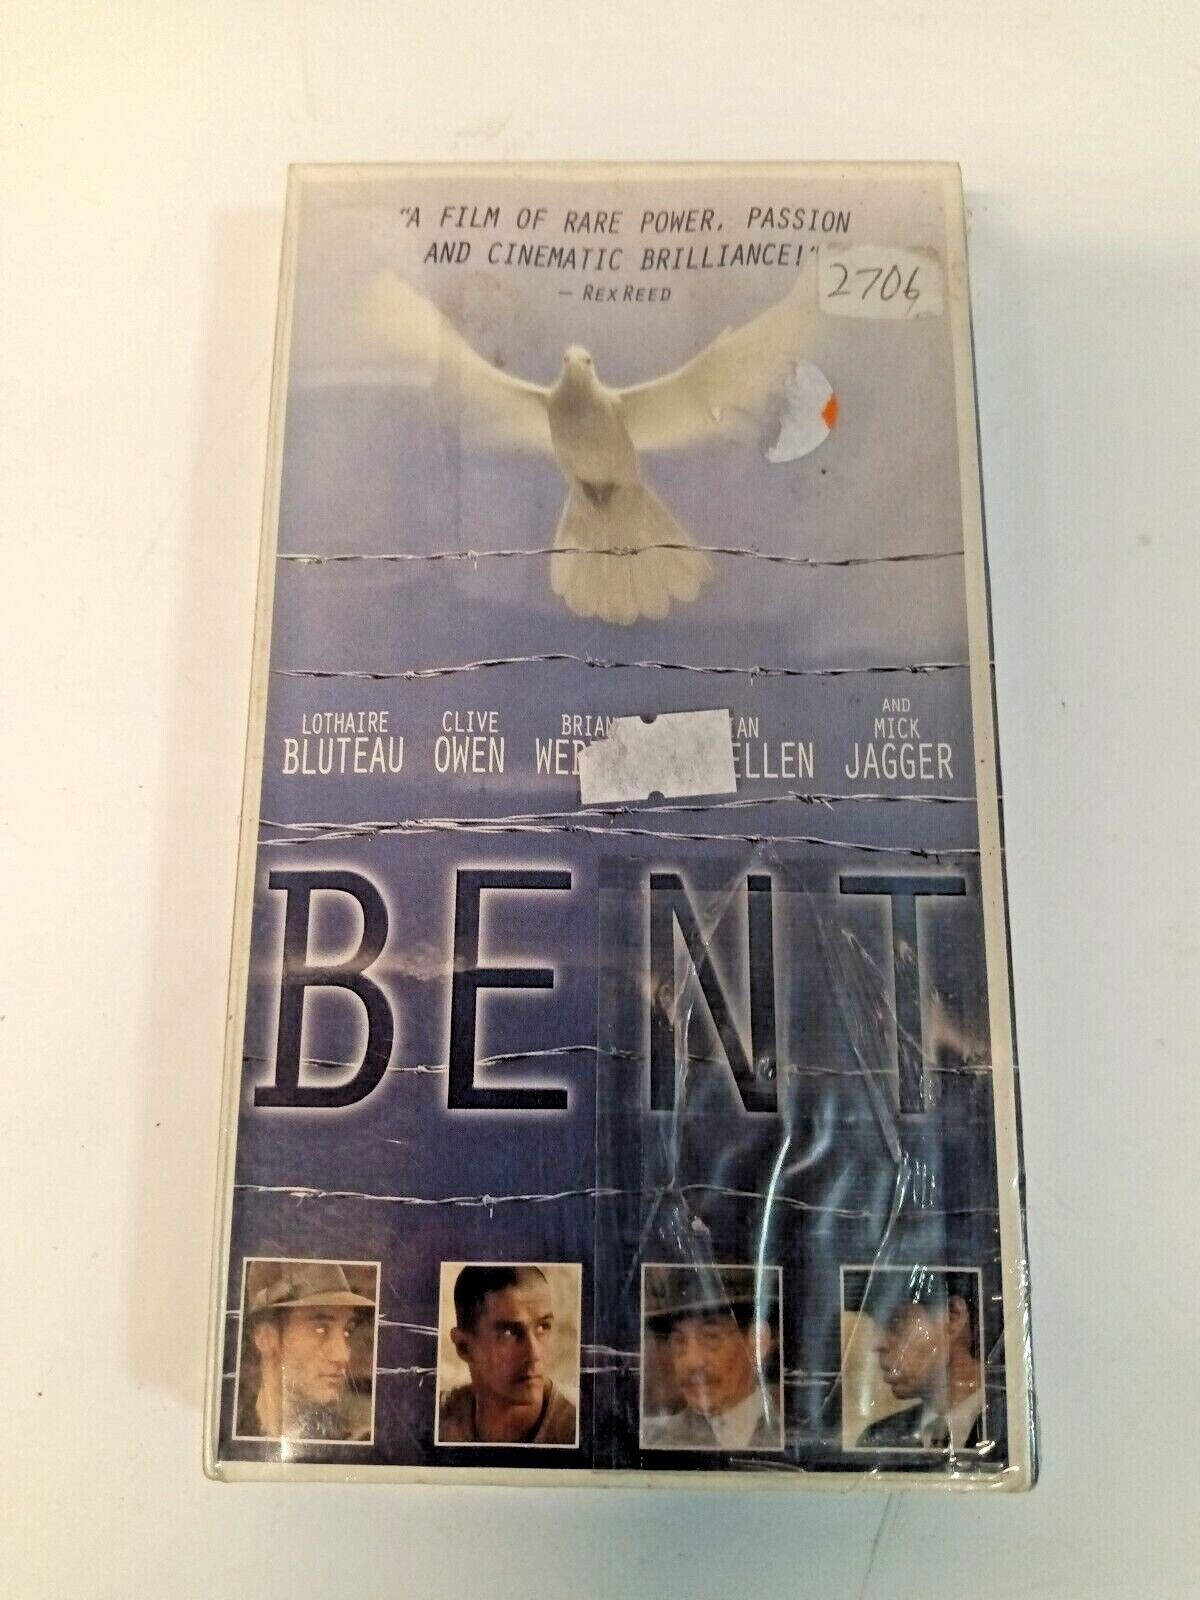 "A FILM OF RARE POWER, PASSION
AND CINEMATIC BRILLIANCE!"
— REX REED
2706
LOTHAIRE
BLUTEAU
CLIVE
OWEN
BRIAN
AND
MICK
JAGGER
BENT